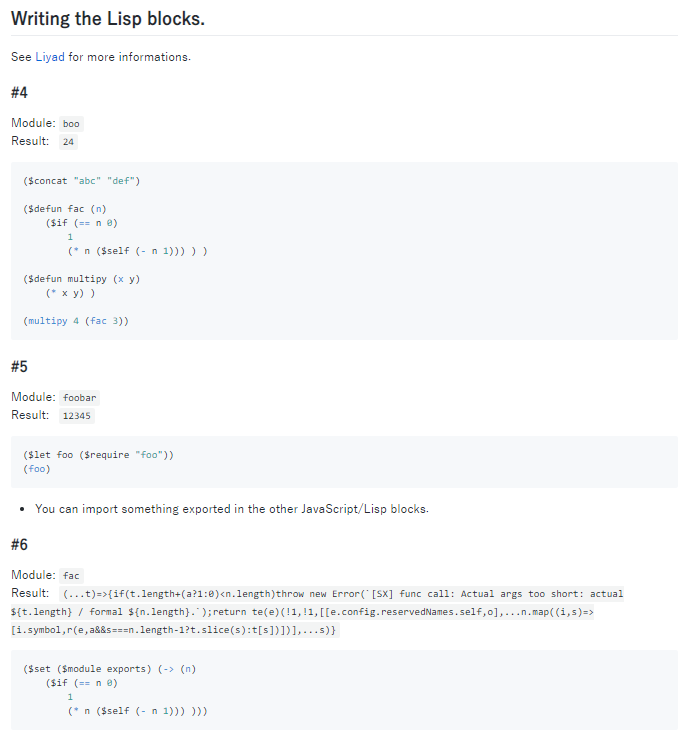 Writing the Lisp blocks.
See Liyad for more informations.
#4
Module: boo
Result: 24
($concat "abc" "def")
($defun fac (n)
    ($if (== n 0)
        1
        (* n ($self (- n 1))) ) )
($defun multipy (x y)
    (* x y) )
(multipy 4 (fac 3))
#5
Module: foobar
Result: 12345
($let foo ($require "foo"))
(foo)
• You can import something exported in the other JavaScript/Lisp blocks.
#6
Module: fac
Result: (...t)=>{if(t.length+(a?1:0)<n.length)throw new Error(`[SX] func call: Actual args too short: actual
${t.length} / formal ${n.length}.`);return te(e)(!1,!1,[[e.config.reservedNames.self,o],...n.map((i,s)=>
[i.symbol,r(e,a&&s===n.length-1?t.slice(s):t[s])])],...s)}
($set ($module exports) (-> (n)
    ($if (== n 0)
        1
        (* n ($self (- n 1))) )))